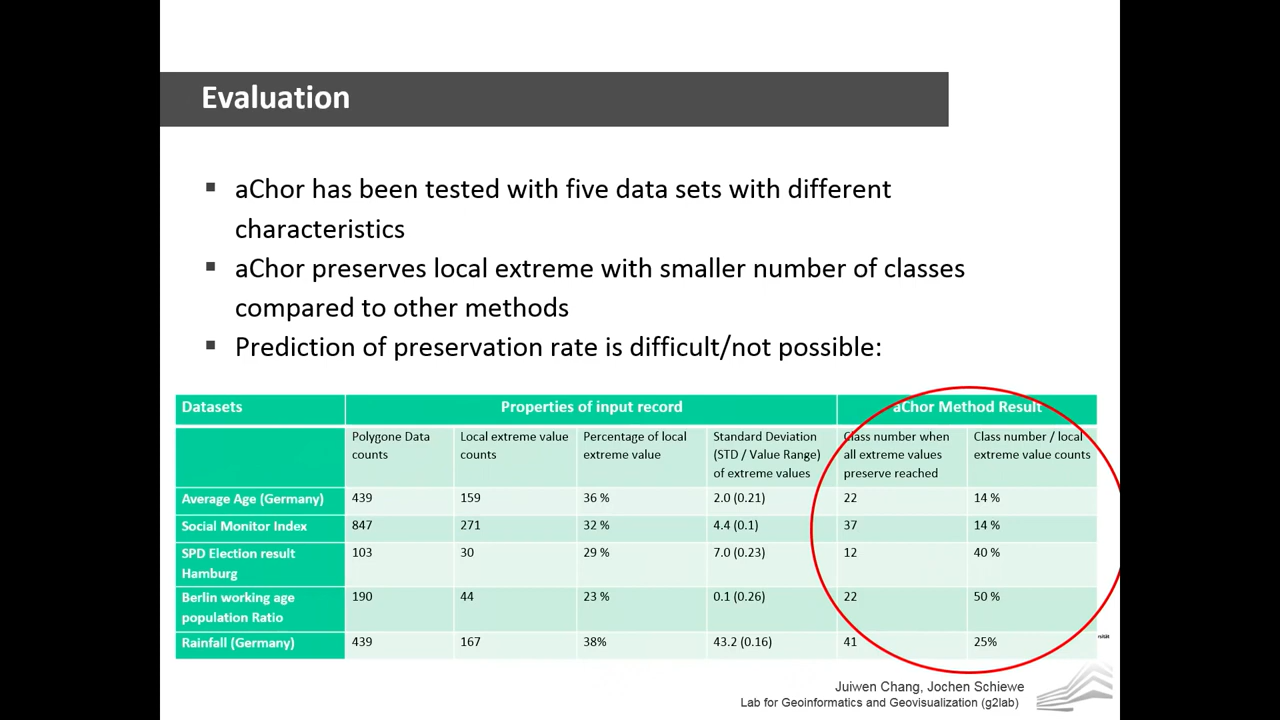 Evaluation
▪ aChor has been tested with five data sets with different
characteristics
▪ aChor preserves local extreme with smaller number of classes
compared to other methods
▪ Prediction of preservation rate is difficult/not possible:
Datasets Properties of input record aChor Method Result
Polygone Data counts Local extreme value counts Percentage of local extreme value Standard Deviation (STD / Value Range) of extreme values Class number when all extreme values preserve reached Class number / local extreme value counts
Average Age (Germany) 439 159 36 % 2.0 (0.21) 22 14 %
Social Monitor Index 847 271 32 % 4.4 (0.1) 37 14 %
SPD Election result Hamburg 103 30 29 % 7.0 (0.23) 12 40 %
Berlin working age population Ratio 190 44 23 % 0.1 (0.26) 22 50 %
Rainfall (Germany) 439 167 38% 43.2 (0.16) 41 25%
Juiwen Chang, Jochen Schiewe
Lab for Geoinformatics and Geovisualization (g2lab)